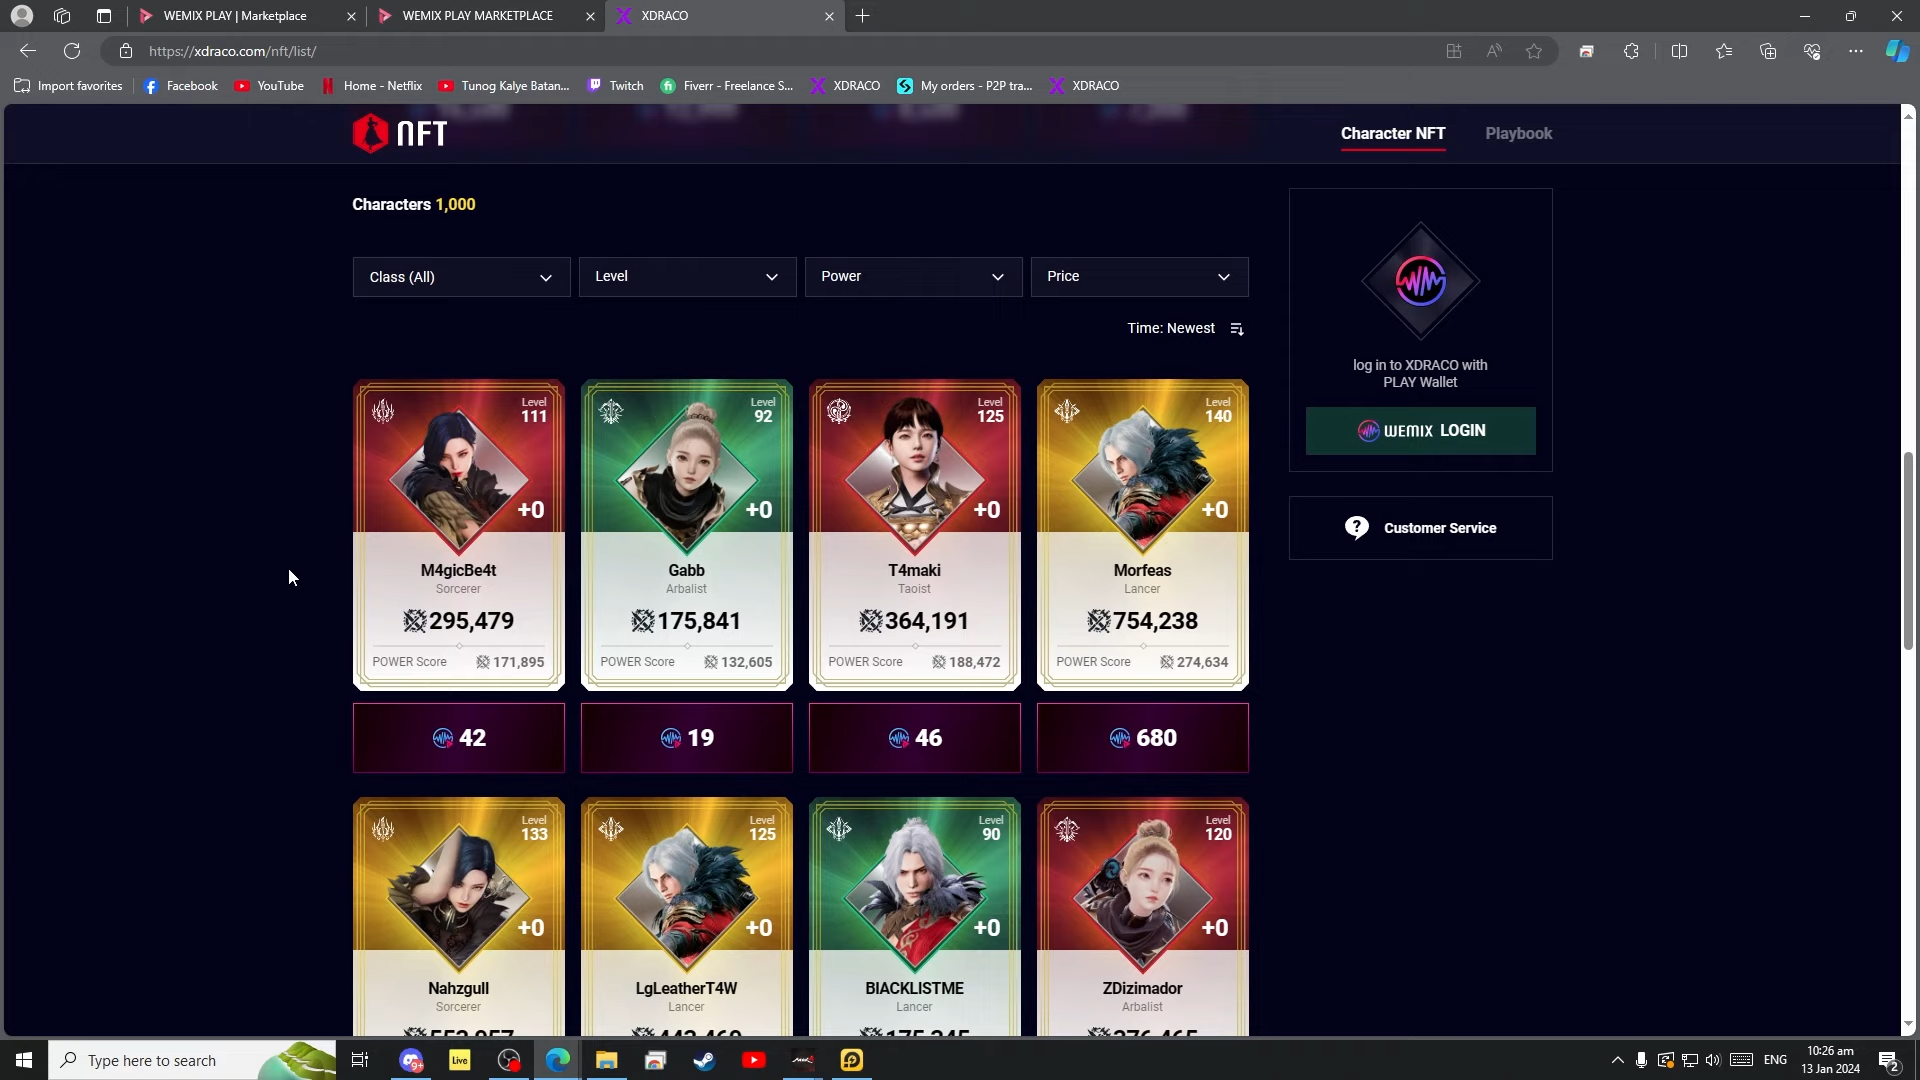 WEMIX PLAY | Marketplace
WEMIX PLAY MARKETPLACE
XDRACO
https://xdraco.com/nft/list/
Import favorites
Facebook
YouTube
Home - Netflix
Tunog Kalye Batan...
Twitch
Fiverr - Freelance S...
XDRACO
My orders - P2P tra...
XDRACO
NFT
Character NFT
Playbook
Characters 1,000
Class (All)
Level
Power
Price
Time: Newest
log in to XDRACO with
PLAY Wallet
WEMIX LOGIN
Customer Service
Level
111
+0
M4gicBe4t
Sorcerer
295,479
POWER Score 171,895
42
Level
92
+0
Gabb
Arbalist
175,841
POWER Score 132,605
19
Level
125
+0
T4maki
Taoist
364,191
POWER Score 188,472
46
Level
140
+0
Morfeas
Lancer
754,238
POWER Score 274,634
680
Level
133
+0
Nahzgull
Sorcerer
Level
125
+0
LgLeatherT4W
Lancer
Level
90
+0
BIACKLISTME
Lancer
Level
120
+0
ZDizimador
Arbalist
Type here to search
9+
Live
ENG
10:26 am
13 Jan 2024
2